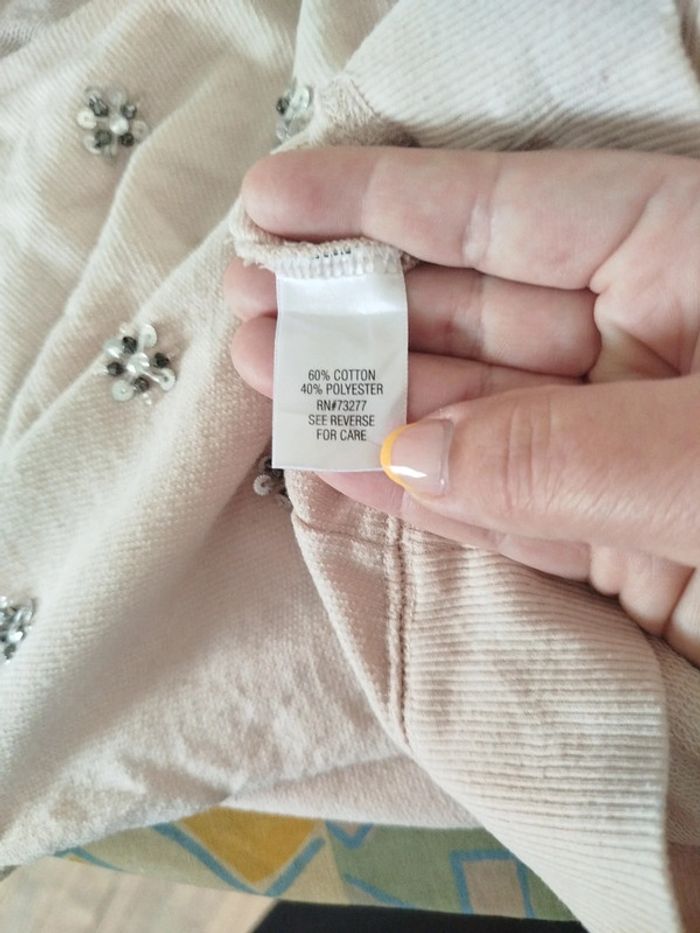 60% COTTON
40% POLYESTER
RN#73277
SEE REVERSE
FOR CARE